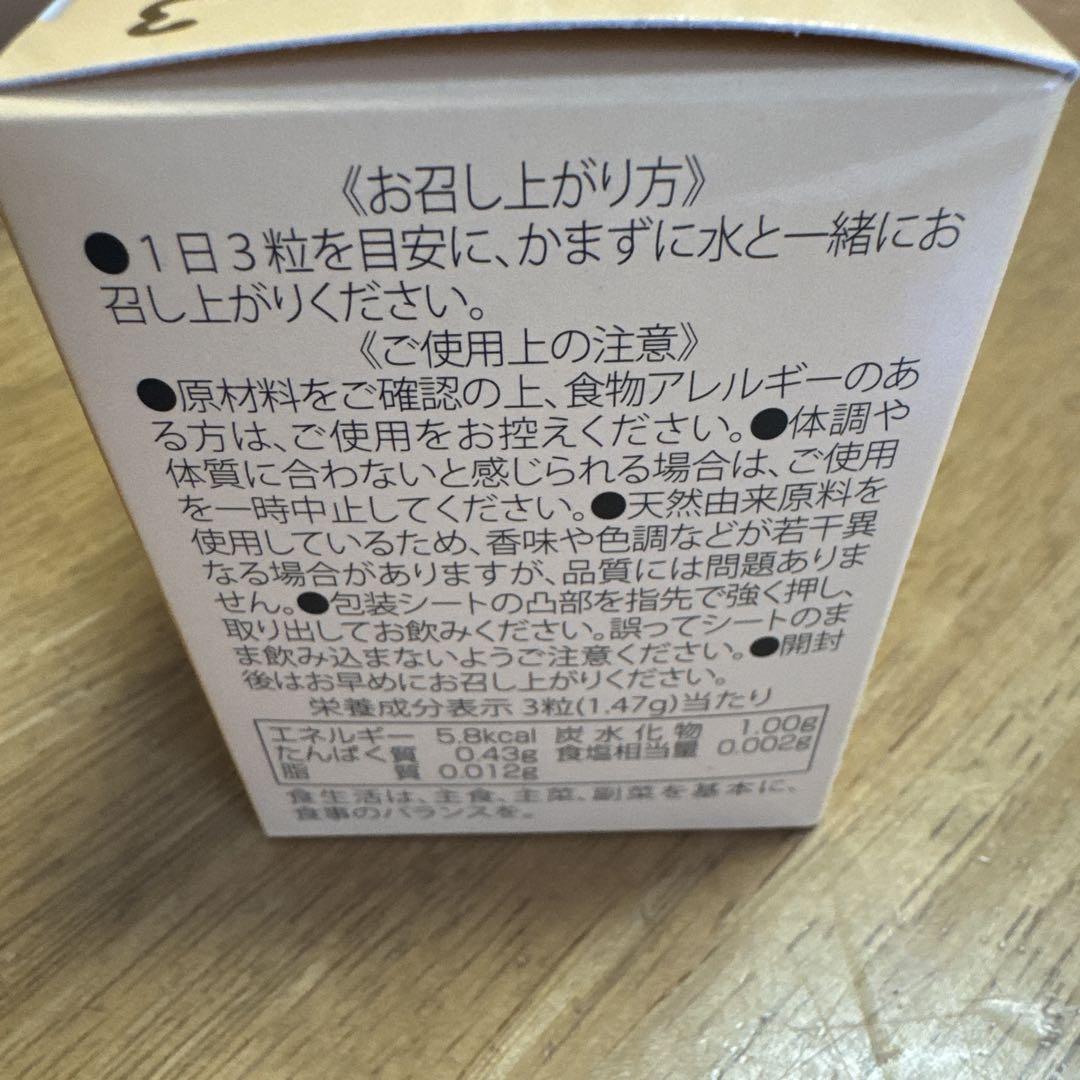 3
《お召し上がり方》
●1日3粒を目安に、かまずに水と一緒にお
召し上がりください。
《ご使用上の注意》
●原材料をご確認の上、食物アレルギーのあ
る方は、ご使用をお控えください。●体調や
体質に合わないと感じられる場合は、ご使用
を一時中止してください。●天然由来原料を
使用しているため、香味や色調などが若干異
なる場合がありますが、品質には問題ありま
せん。●包装シートの凸部を指先で強く押し、
取り出してお飲みください。誤ってシートのま
ま飲み込まないようご注意ください。●開封
後はお早めにお召し上がりください。
栄養成分表示 3粒(1.47g)当たり
エネルギー 5.8kcal 炭水化物 1.00g
たんぱく質 0.43g 食塩相当量 0.002g
脂質 0.012g
食生活は、主食、主菜、副菜を基本に、
食事のバランスを。